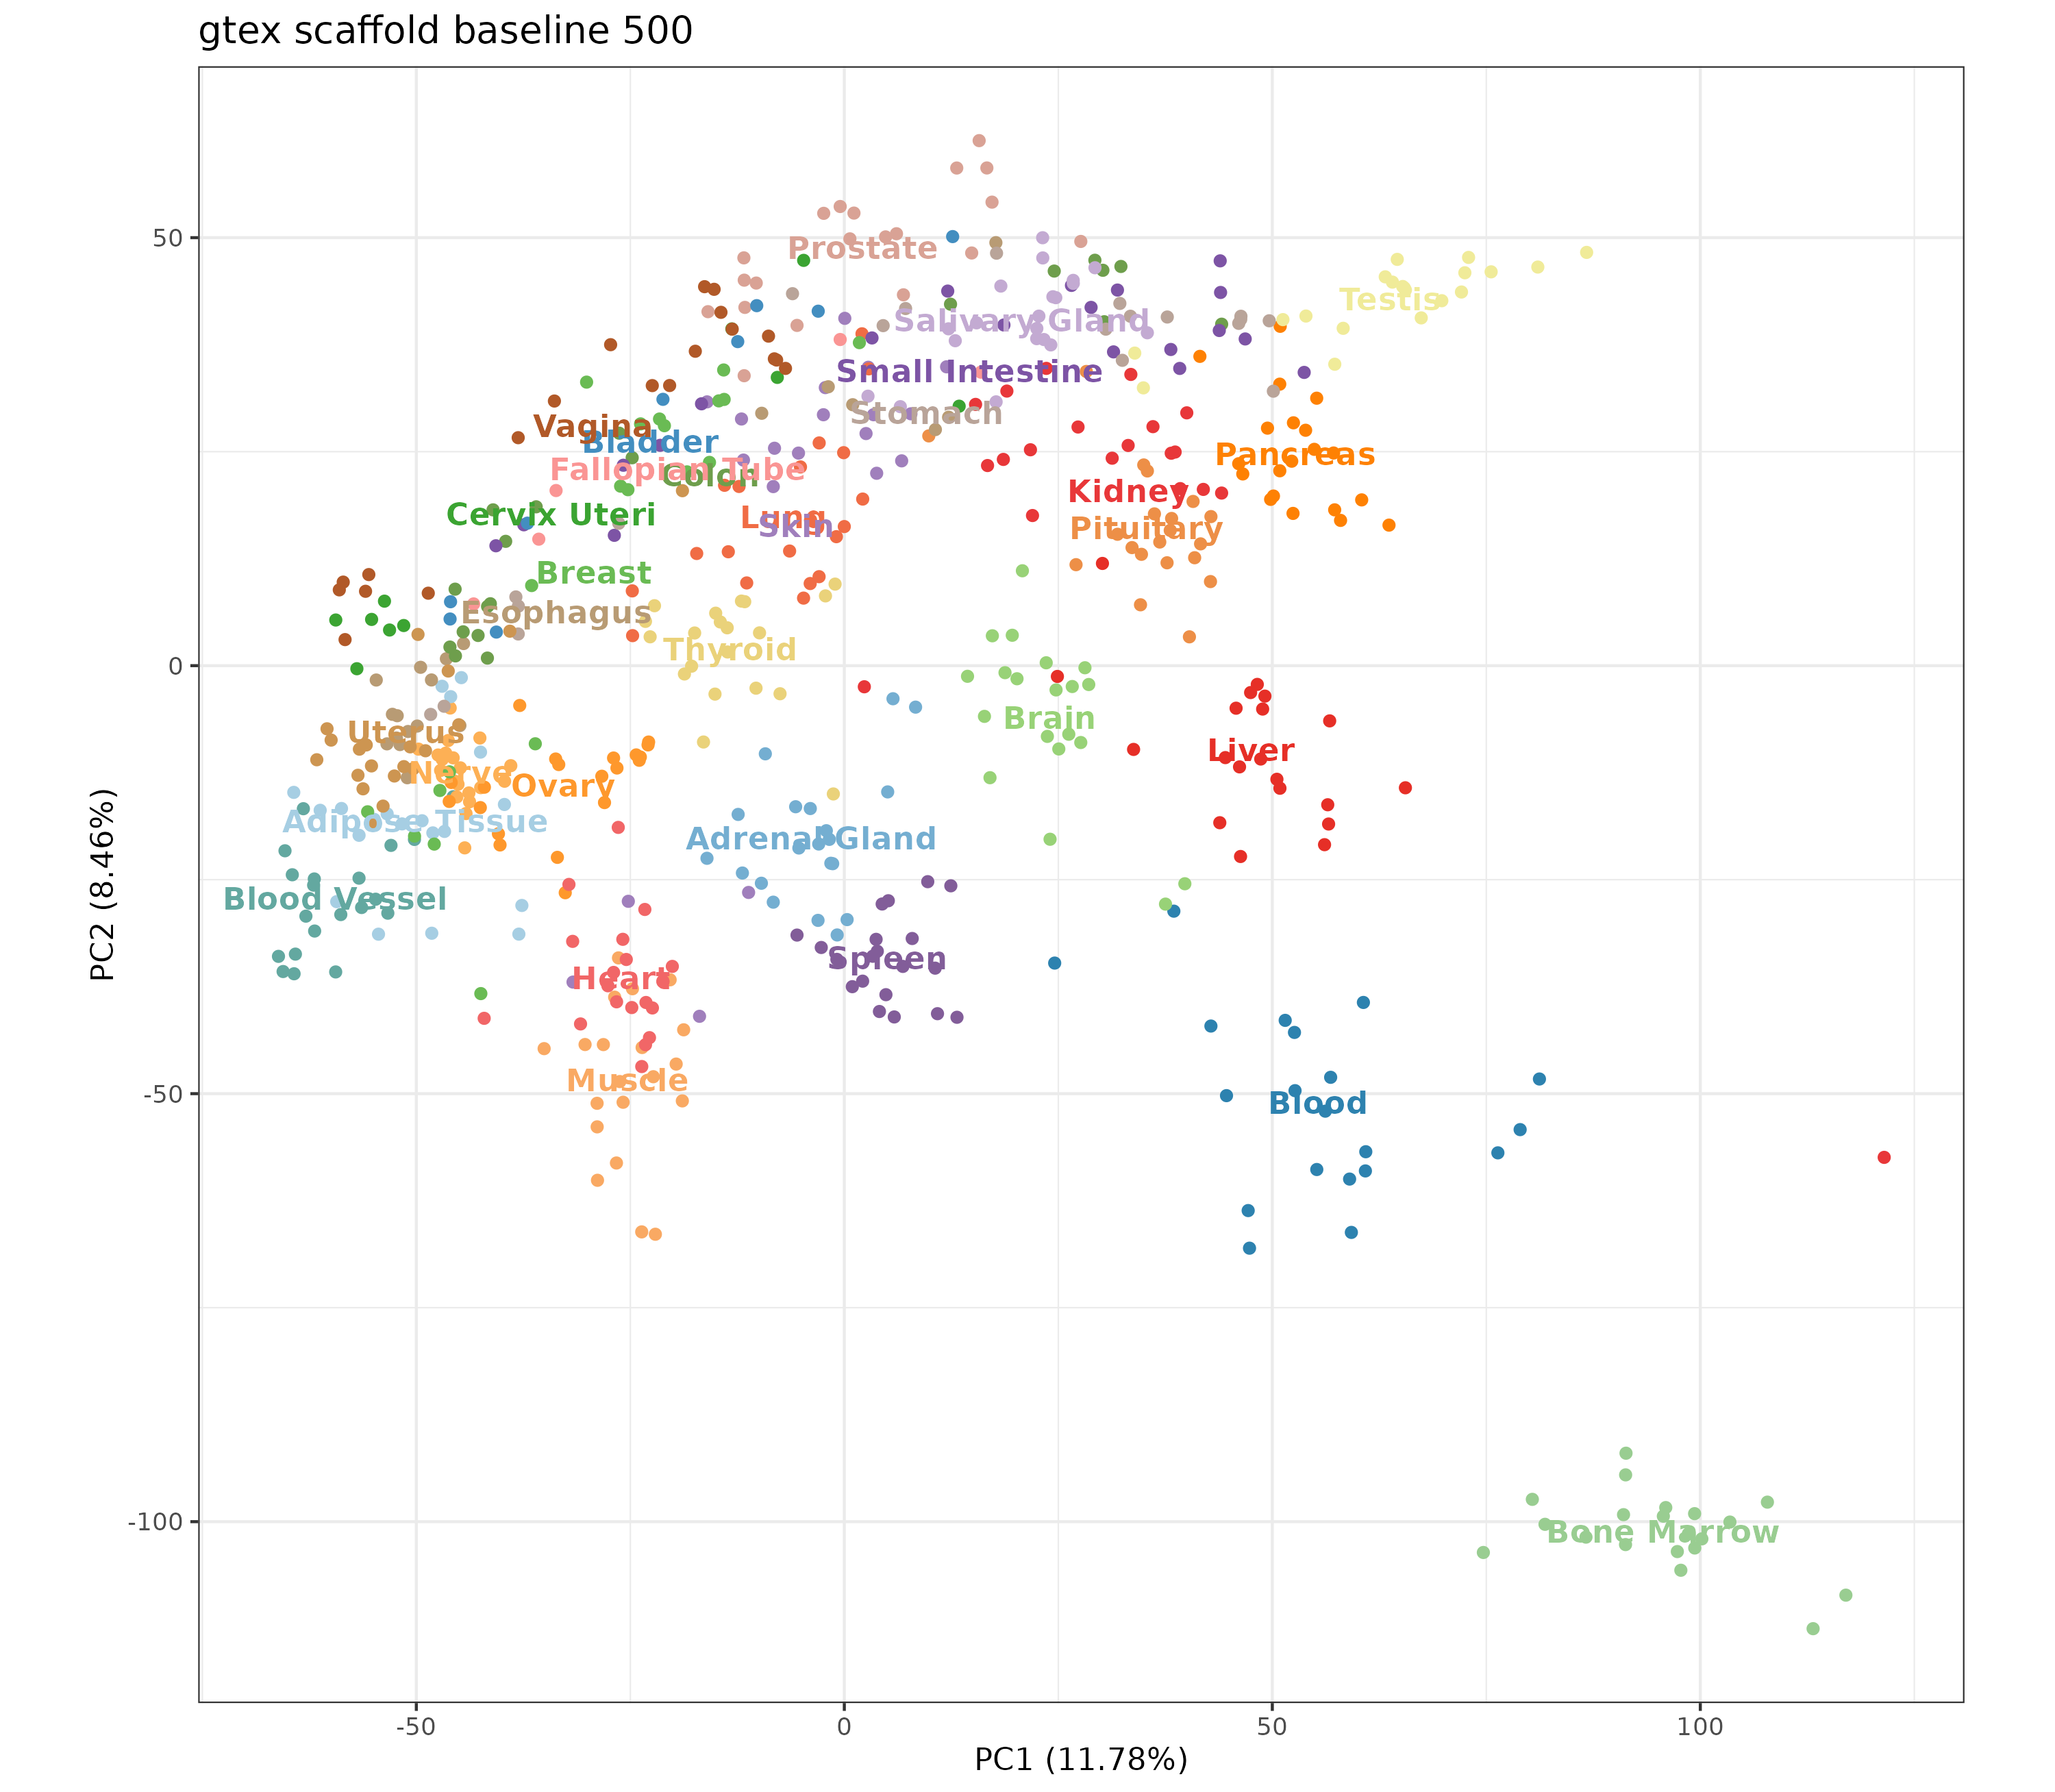 gtex scaffold baseline 500
PC2 (8.46%)
50
0
-50
-100
Prostate
Testis
Salivary Gland
Small Intestine
Stomach
Vagina
Bladder
Pancreas
Fallopian Tube
Colon
Kidney
Cervix Uteri
Lung
Skin
Pituitary
Breast
Esophagus
Thyroid
Brain
Uterus
Liver
Nerve
Ovary
Adipose Tissue
Adrenal Gland
Blood Vessel
Spleen
Heart
Muscle
Blood
Bone Marrow
-50
0
50
100
PC1 (11.78%)